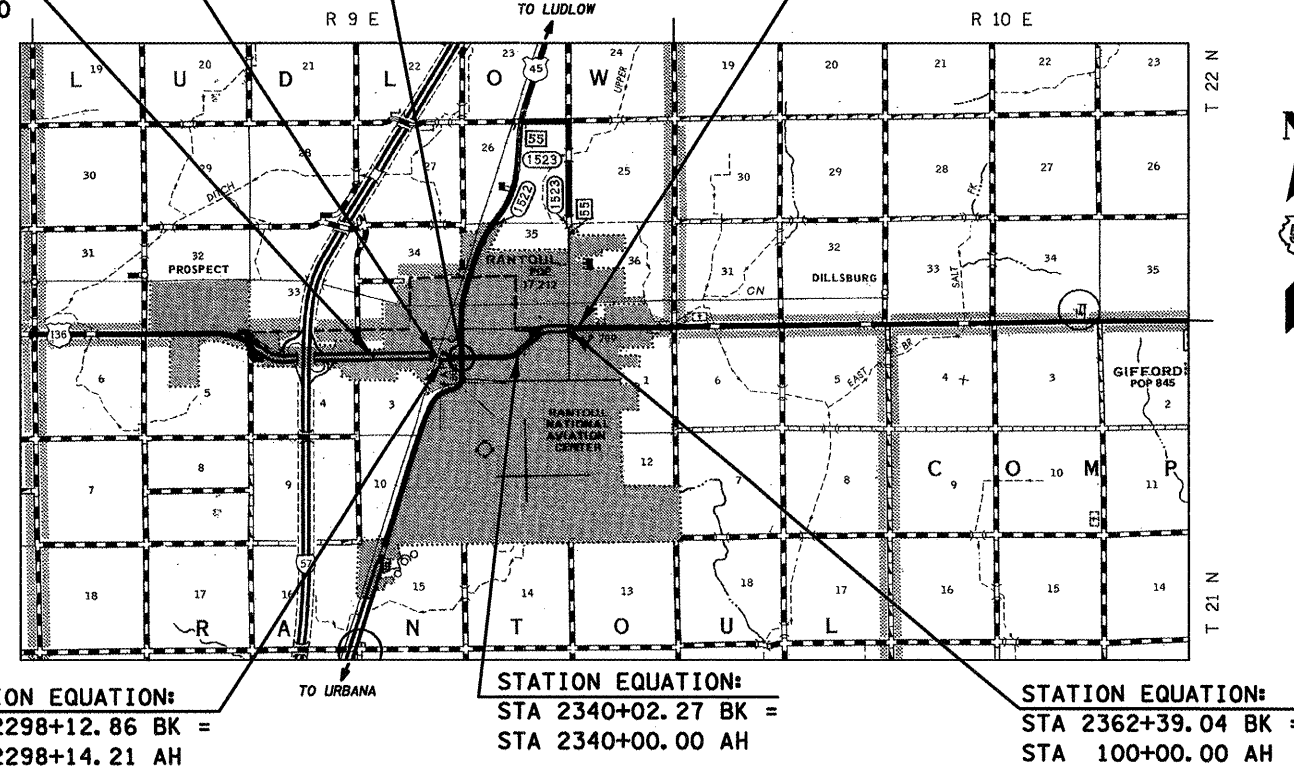 O
R 9 E
TO LUDLOW
R 10 E
19 20 21 22 23 24 19 20 21 22 23
L U D L O W
45
UPPER
T 22 N
N
55
1523
30 29 28 27 26 25 30 29 28 27 26
DITCH
1522
1523
55
FK
31 32 34 35 36 31 32 33 34 35
PROSPECT
RANTOUL
POP
17,212
DILLSBURG
SALT
33
CN
136
BR
EAST
6 5 4 3 1 6 5 4 3 2
GIFFORD
POP 845
RANTOUL
NATIONAL
AVIATION
CENTER
7 8 9 10 12 7 8 9 10 11
C O M P
57
18 17 16 15 14 13 18 17 16 15 14
R A N T O U L
T 21 N
TO URBANA
ION EQUATION:
2298+12.86 BK =
2298+14.21 AH
STATION EQUATION:
STA 2340+02.27 BK =
STA 2340+00.00 AH
STATION EQUATION:
STA 2362+39.04 BK =
STA 100+00.00 AH